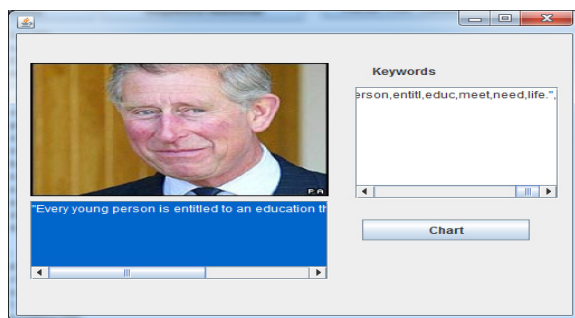 Keywords
erson,entitl,educ,meet,need,life.",
PA
"Every young person is entitled to an education th
Chart